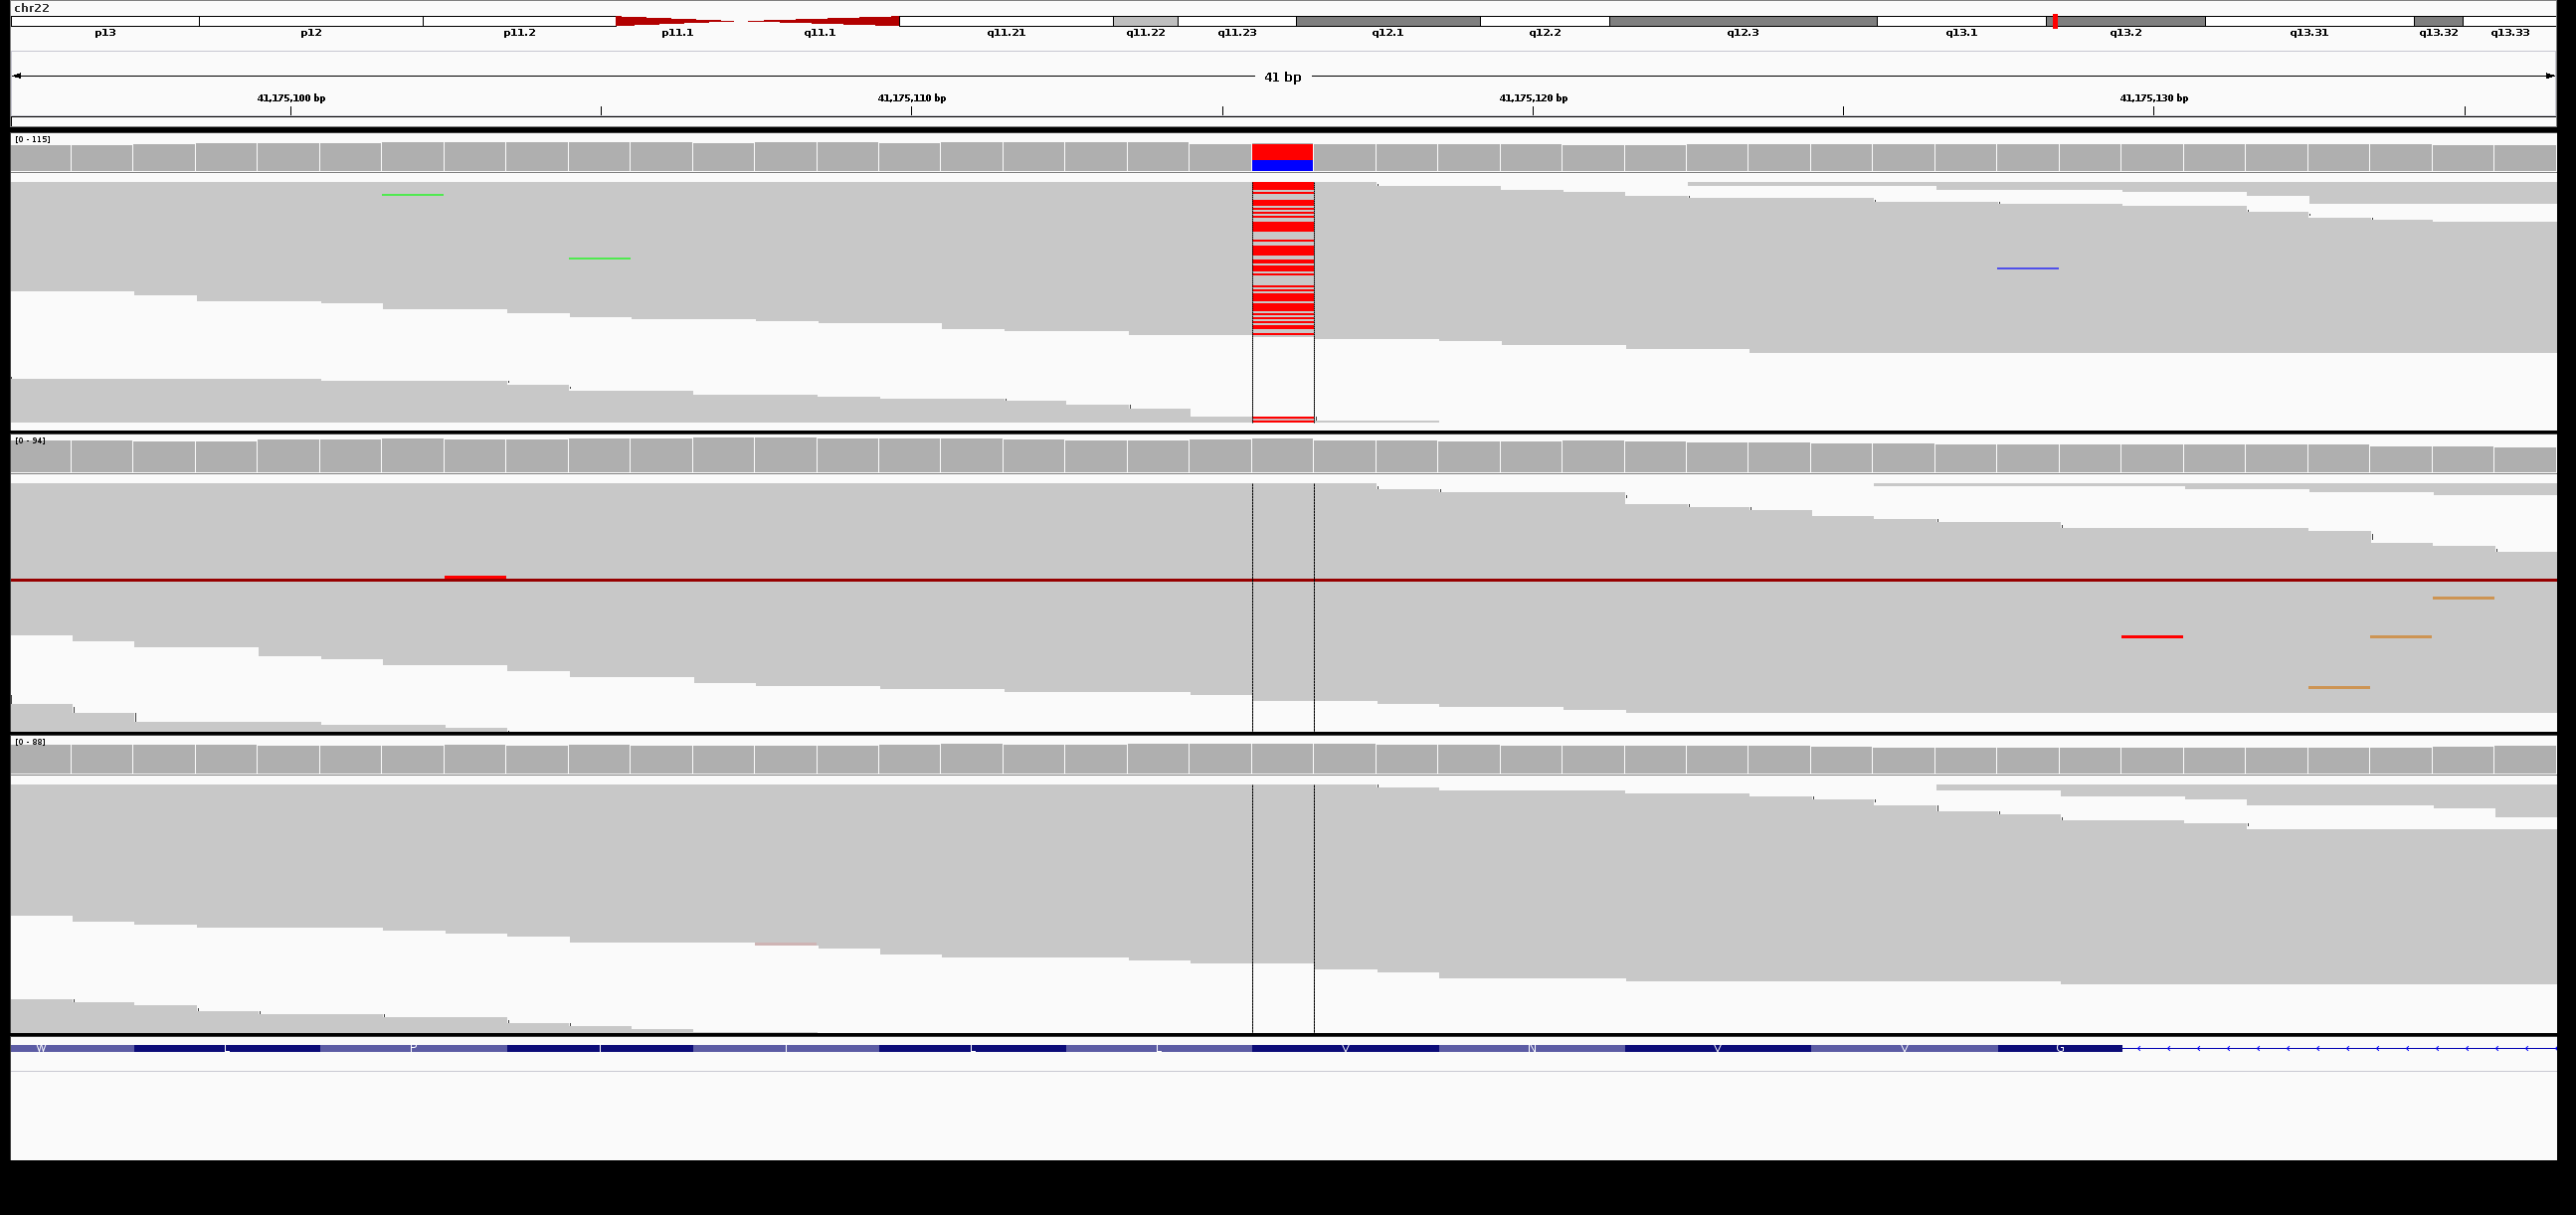 chr22
p13 p12 p11.2 p11.1 q11.1 q11.21 q11.22 q11.23 q12.1 q12.2 q12.3 q13.1 q13.2 q13.31 q13.32 q13.33
41 bp
41,175,100 bp 41,175,110 bp 41,175,120 bp 41,175,130 bp
[0 - 115]
[0 - 94]
[0 - 88]
W L P I I L L V N V V G